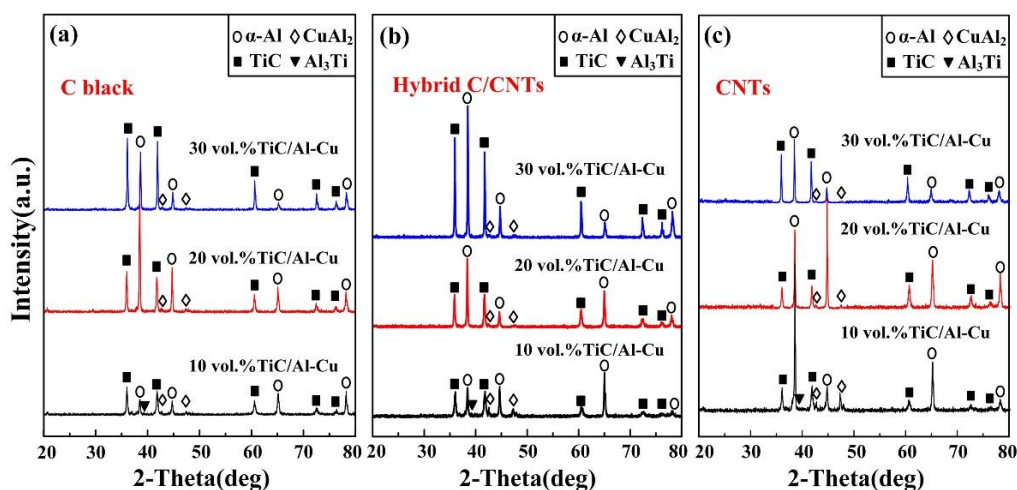 (a)
○ α-Al ◇ CuAl₂
■ TiC ▼ Al₃Ti
C black
30 vol.%TiC/Al-Cu
20 vol.%TiC/Al-Cu
10 vol.%TiC/Al-Cu
20 30 40 50 60 70 80
2-Theta(deg)
Intensity(a.u.)
(b)
○ α-Al ◇ CuAl₂
■ TiC ▼ Al₃Ti
Hybrid C/CNTs
30 vol.%TiC/Al-Cu
20 vol.%TiC/Al-Cu
10 vol.%TiC/Al-Cu
20 30 40 50 60 70 80
2-Theta(deg)
(c)
○ α-Al ◇ CuAl₂
■ TiC ▼ Al₃Ti
CNTs
30 vol.%TiC/Al-Cu
20 vol.%TiC/Al-Cu
10 vol.%TiC/Al-Cu
20 30 40 50 60 70 80
2-Theta(deg)